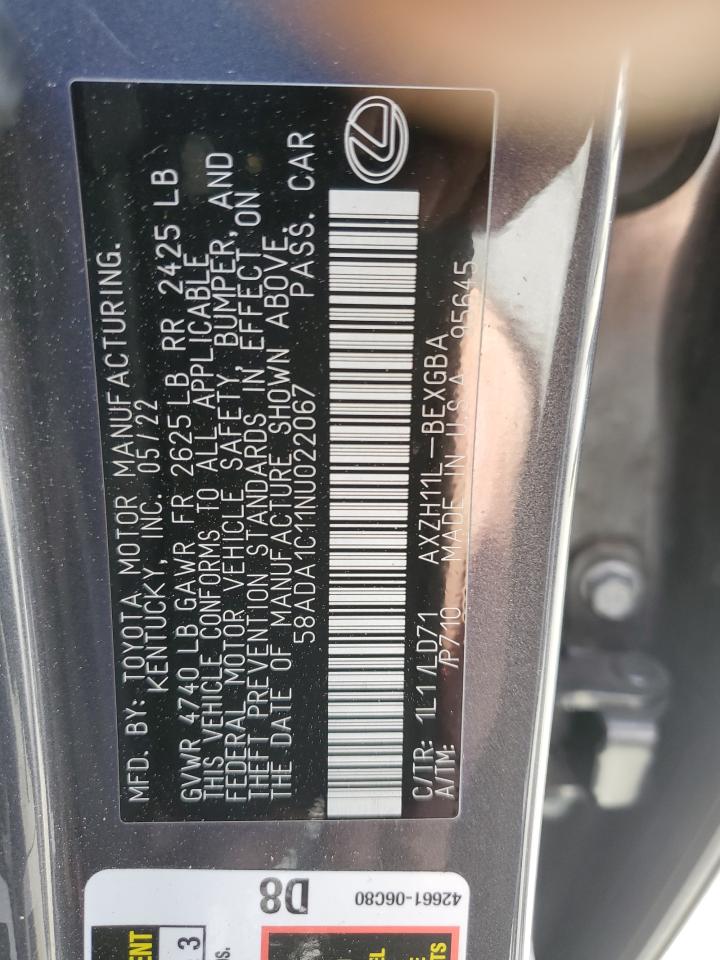 MFD. BY: TOYOTA MOTOR MANUFACTURING.
KENTUCKY, INC. 05/22
GVWR 4740 LB GAWR FR 2625 LB RR 2425 LB
THIS VEHICLE CONFORMS TO ALL APPLICABLE
FEDERAL MOTOR VEHICLE SAFETY, BUMPER, AND
THEFT PREVENTION STANDARDS IN EFFECT ON
THE DATE OF MANUFACTURE SHOWN ABOVE.
58ADA1C11NU022067 PASS. CAR
C/TR: 1L1/LD71 AXZH11L-BEXGBA
A/TM: /P710 MADE IN U.S.A 95645
42661-06C80
D8
3